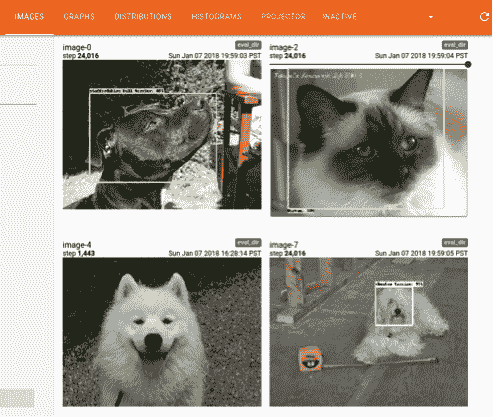 IMAGES GRAPHS DISTRIBUTIONS HISTOGRAMS PROJECTOR INACTIVE
image-0 eval_dir
step 24,016 Sun Jan 07 2018 19:59:03 PST
image-2 eval_dir
step 24,016 Sun Jan 07 2018 19:59:04 PST
image-4 eval_dir
step 1,443 Sun Jan 07 2018 16:28:14 PST
image-7 eval_dir
step 24,016 Sun Jan 07 2018 19:59:05 PST